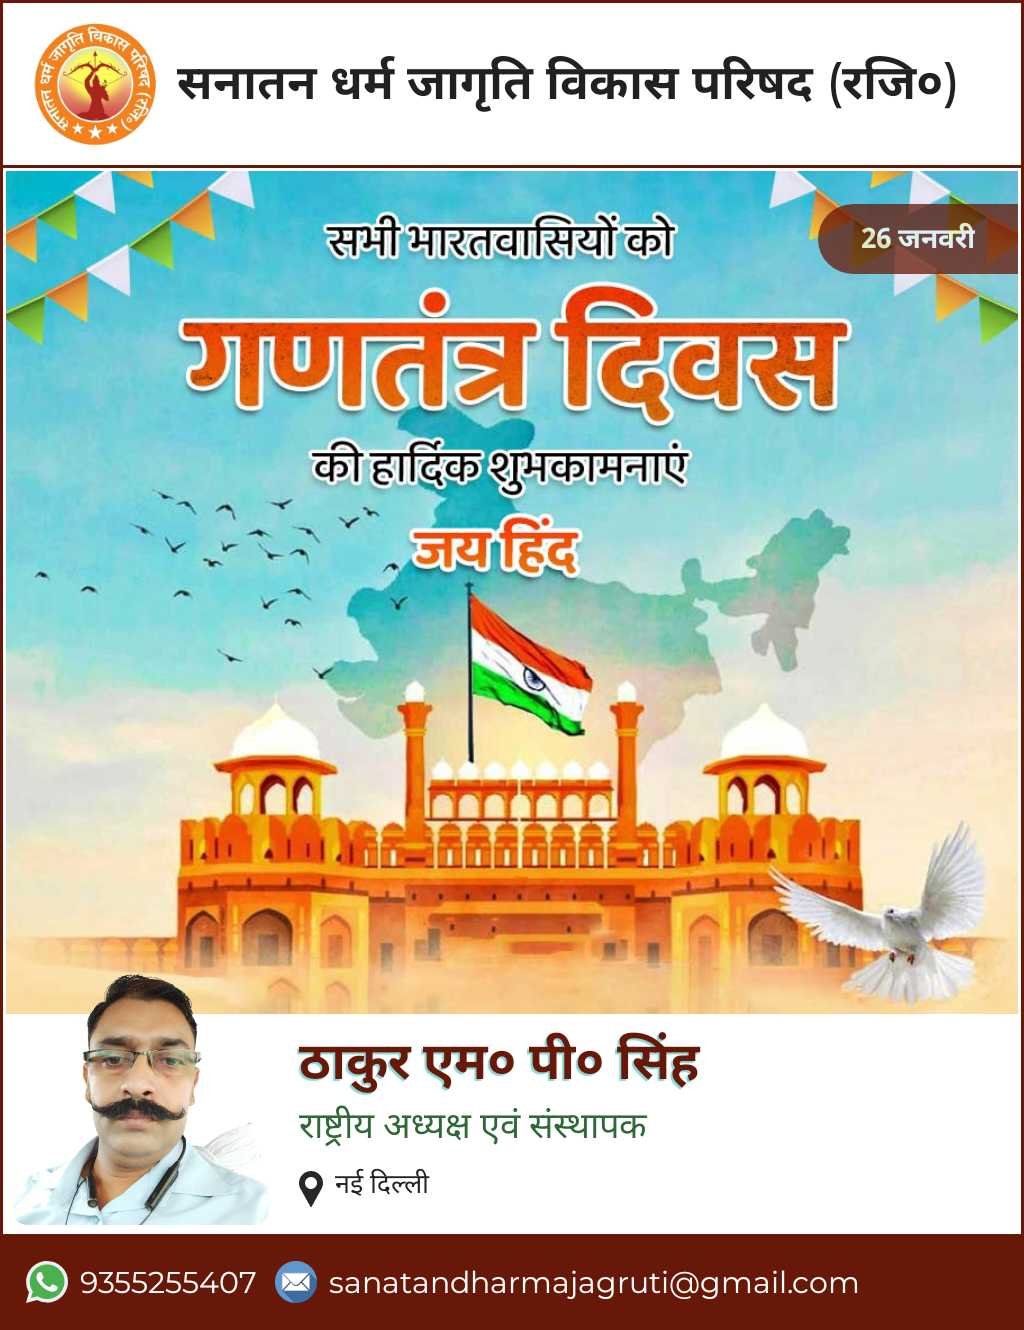 सनातन धर्म जागृति विकास परिषद (रजि०)
सनातन धर्म जागृति विकास परिषद (रजि०)
सभी भारतवासियों को
26 जनवरी
गणतंत्र दिवस
की हार्दिक शुभकामनाएं
जय हिंद
ठाकुर एम० पी० सिंह
राष्ट्रीय अध्यक्ष एवं संस्थापक
नई दिल्ली
9355255407 sanatandharmajagruti@gmail.com